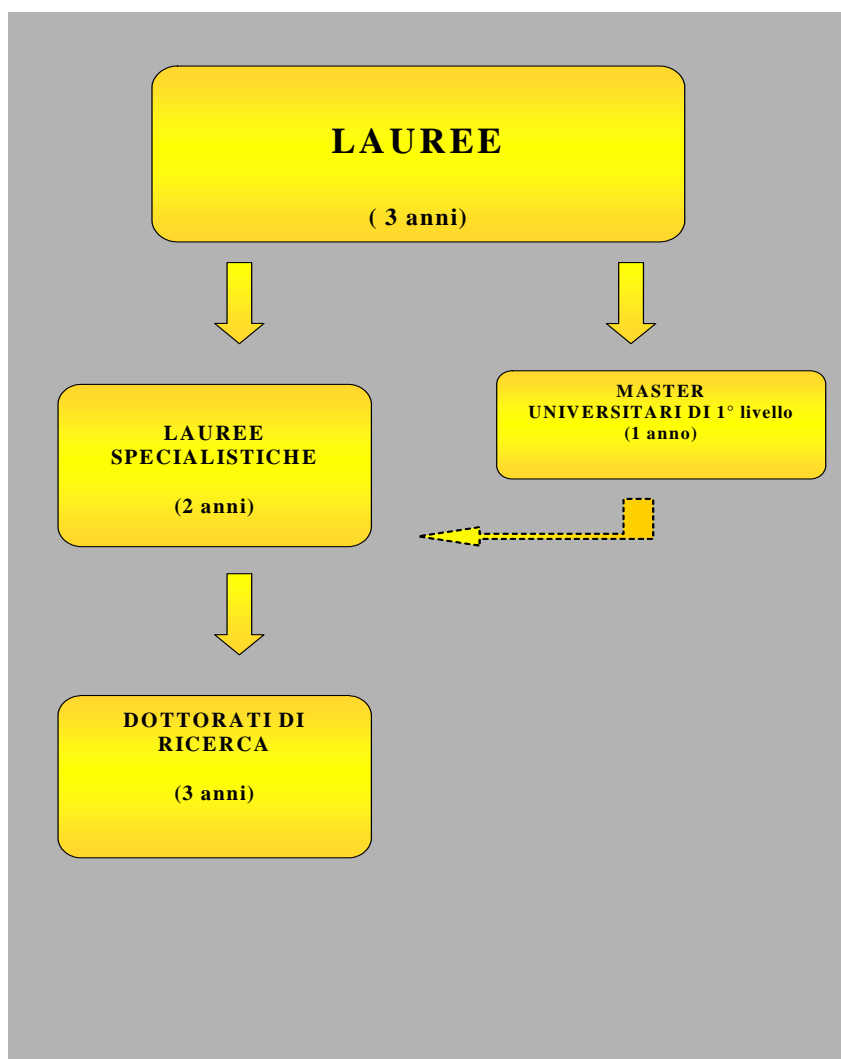 LAUREE
( 3 anni)
LAUREE
SPECIALISTICHE
(2 anni)
MASTER
UNIVERSITARI DI 1° livello
(1 anno)
DOTTORATI DI
RICERCA
(3 anni)